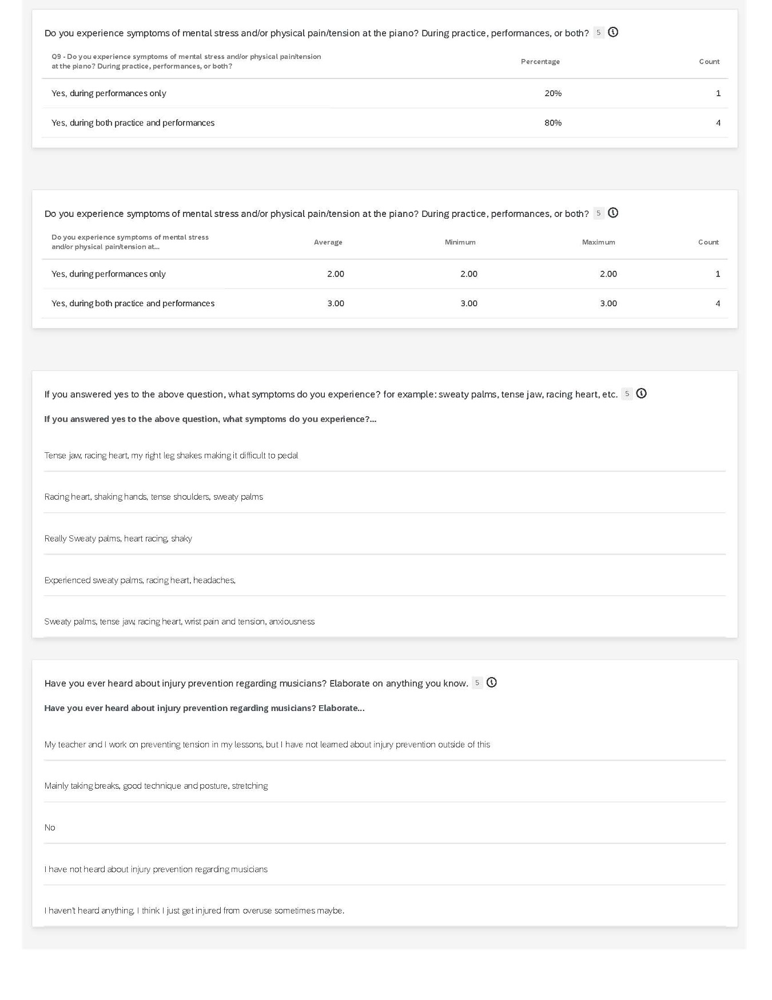 Do you experience symptoms of mental stress and/or physical pain/tension at the piano? During practice, performances, or both? 5
Q9 - Do you experience symptoms of mental stress and/or physical pain/tension
at the piano? During practice, performances, or both?
Percentage
Count
Yes, during performances only 20% 1
Yes, during both practice and performances 80% 4
Do you experience symptoms of mental stress and/or physical pain/tension at the piano? During practice, performances, or both? 5
Do you experience symptoms of mental stress
and/or physical pain/tension at...
Average
Minimum
Maximum
Count
Yes, during performances only 2.00 2.00 2.00 1
Yes, during both practice and performances 3.00 3.00 3.00 4
If you answered yes to the above question, what symptoms do you experience? for example: sweaty palms, tense jaw, racing heart, etc. 5
If you answered yes to the above question, what symptoms do you experience?...
Tense jaw, racing heart, my right leg shakes making it difficult to pedal
Racing heart, shaking hands, tense shoulders, sweaty palms
Really Sweaty palms, heart racing, shaky
Experienced sweaty palms, racing heart, headaches,
Sweaty palms, tense jaw, racing heart, wrist pain and tension, anxiousness
Have you ever heard about injury prevention regarding musicians? Elaborate on anything you know. 5
Have you ever heard about injury prevention regarding musicians? Elaborate...
My teacher and I work on preventing tension in my lessons, but I have not learned about injury prevention outside of this
Mainly taking breaks, good technique and posture, stretching
No
I have not heard about injury prevention regarding musicians
I haven't heard anything. I think I just get injured from overuse sometimes maybe.